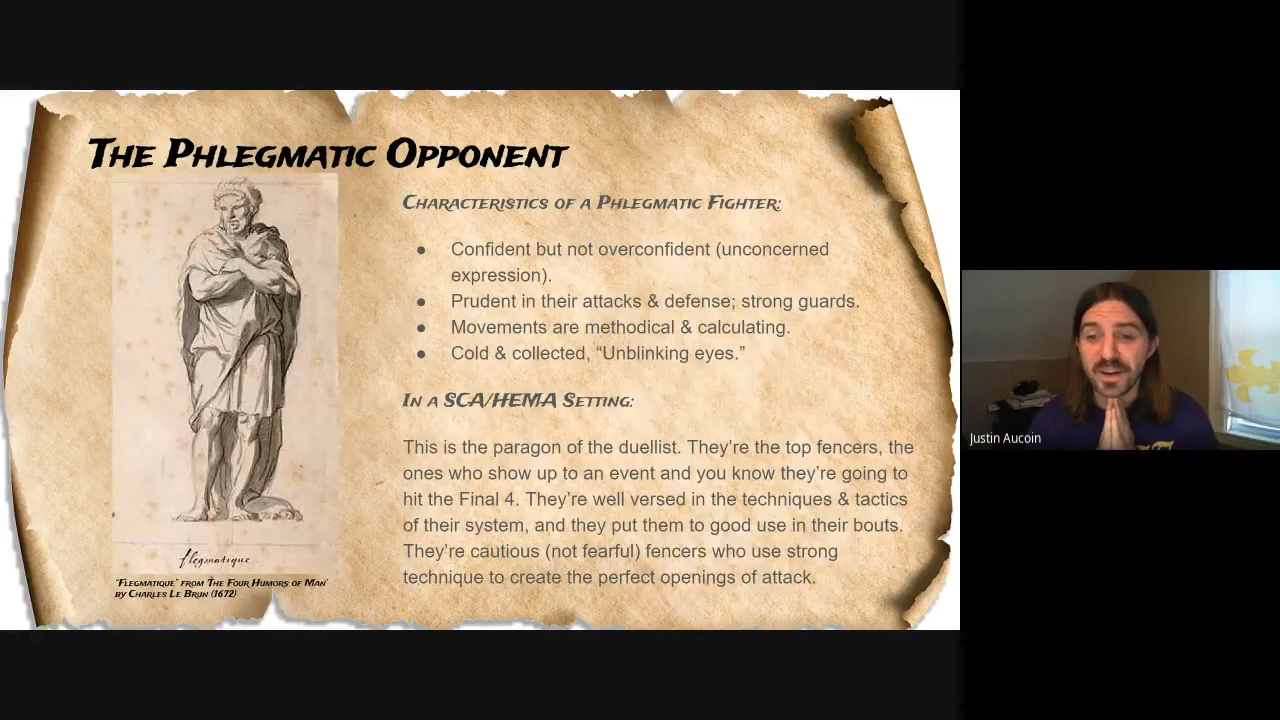 The Phlegmatic Opponent
Characteristics of a Phlegmatic Fighter:
● Confident but not overconfident (unconcerned
expression).
● Prudent in their attacks & defense; strong guards.
● Movements are methodical & calculating.
● Cold & collected, “Unblinking eyes.”
In a SCA/HEMA Setting:
This is the paragon of the duellist. They’re the top fencers, the
ones who show up to an event and you know they’re going to
hit the Final 4. They’re well versed in the techniques & tactics
of their system, and they put them to good use in their bouts.
They’re cautious (not fearful) fencers who use strong
technique to create the perfect openings of attack.
flegmatique
"Flegmatique" from 'The Four Humors of Man'
by Charles Le Brun (1672)
Justin Aucoin